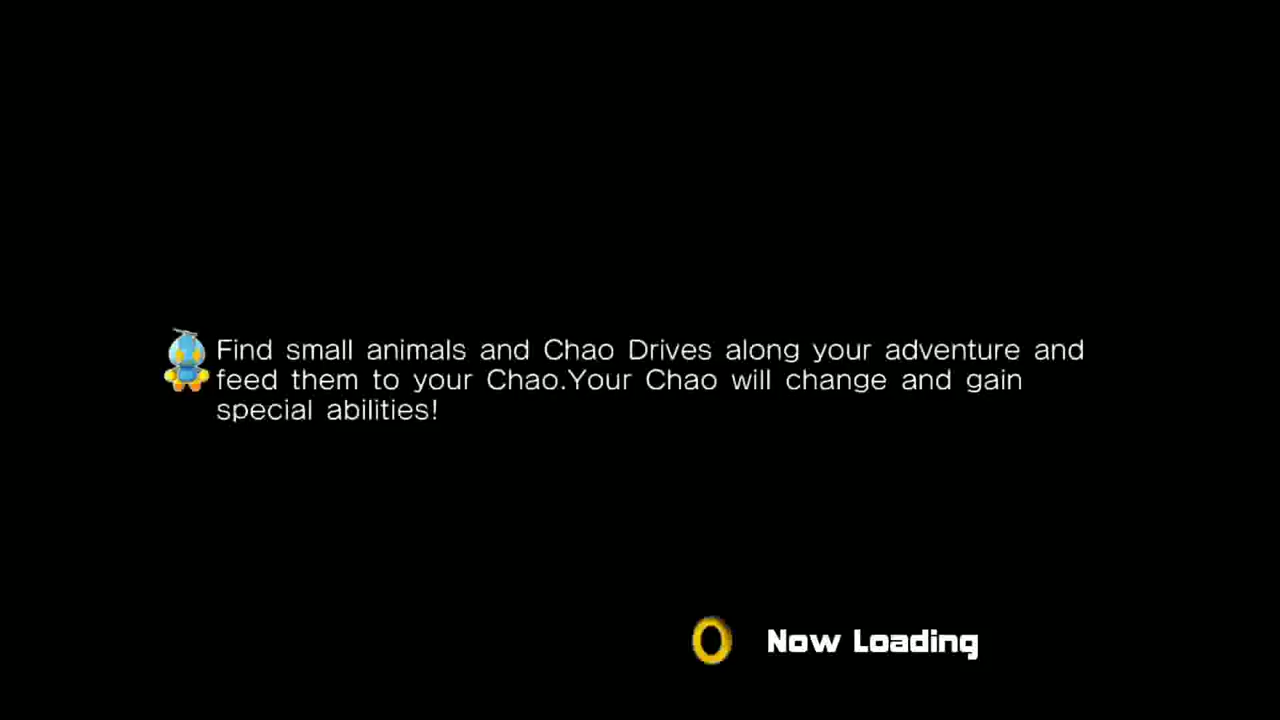 Find small animals and Chao Drives along your adventure and
feed them to your Chao.Your Chao will change and gain
special abilities!
Now Loading